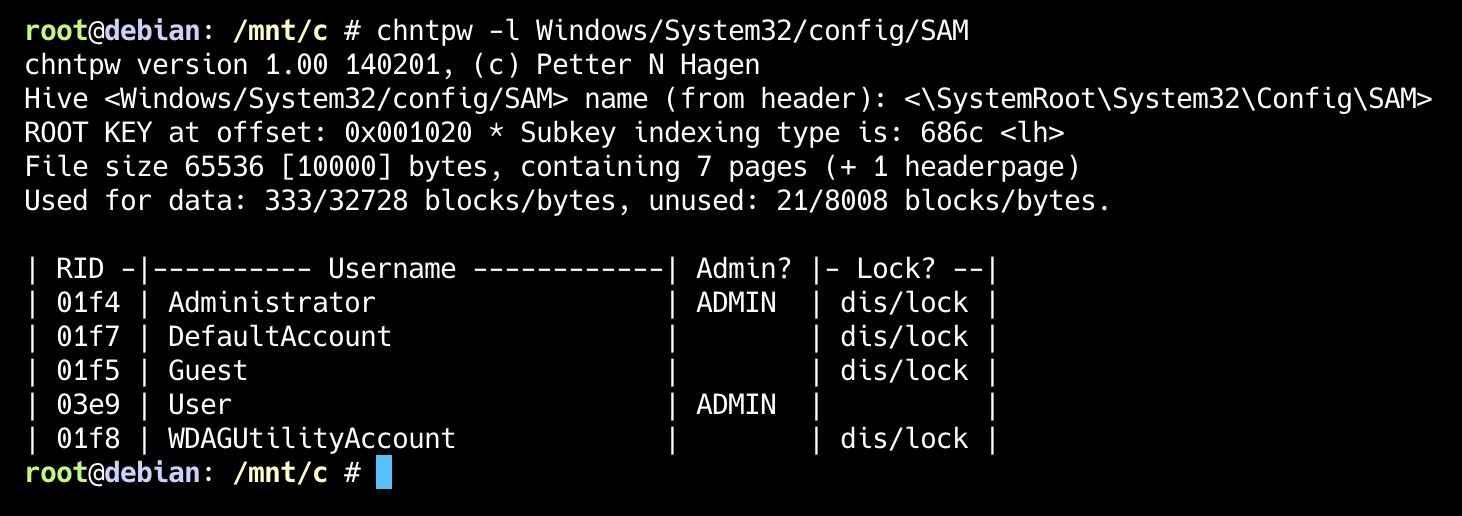 root@debian: /mnt/c # chntpw -l Windows/System32/config/SAM
chntpw version 1.00 140201, (c) Petter N Hagen
Hive <Windows/System32/config/SAM> name (from header): <\SystemRoot\System32\Config\SAM>
ROOT KEY at offset: 0x001020 * Subkey indexing type is: 686c <lh>
File size 65536 [10000] bytes, containing 7 pages (+ 1 headerpage)
Used for data: 333/32728 blocks/bytes, unused: 21/8008 blocks/bytes.

| RID -|---------- Username ------------| Admin? |- Lock? --|
| 01f4 | Administrator                  | ADMIN  | dis/lock |
| 01f7 | DefaultAccount                 |        | dis/lock |
| 01f5 | Guest                          |        | dis/lock |
| 03e9 | User                           | ADMIN  |          |
| 01f8 | WDAGUtilityAccount             |        | dis/lock |
root@debian: /mnt/c #